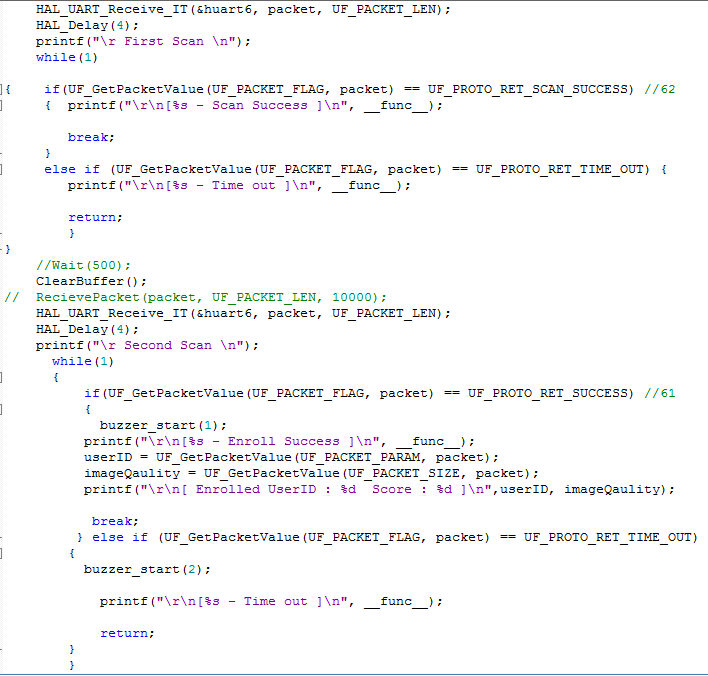 HAL_UART_Receive_IT(&huart6, packet, UF_PACKET_LEN);
HAL_Delay(4);
printf("\r First Scan \n");
while(1)
{    if(UF_GetPacketValue(UF_PACKET_FLAG, packet) == UF_PROTO_RET_SCAN_SUCCESS) //62
{  printf("\r\n[%s - Scan Success ]\n", __func__);
break;
}
else if (UF_GetPacketValue(UF_PACKET_FLAG, packet) == UF_PROTO_RET_TIME_OUT) {
printf("\r\n[%s - Time out ]\n", __func__);
return;
}
}
//Wait(500);
ClearBuffer();
//  RecievePacket(packet, UF_PACKET_LEN, 10000);
HAL_UART_Receive_IT(&huart6, packet, UF_PACKET_LEN);
HAL_Delay(4);
printf("\r Second Scan \n");
while(1)
{
if(UF_GetPacketValue(UF_PACKET_FLAG, packet) == UF_PROTO_RET_SUCCESS) //61
{
buzzer_start(1);
printf("\r\n[%s - Enroll Success ]\n", __func__);
userID = UF_GetPacketValue(UF_PACKET_PARAM, packet);
imageQaulity = UF_GetPacketValue(UF_PACKET_SIZE, packet);
printf("\r\n[ Enrolled UserID : %d  Score : %d ]\n",userID, imageQaulity);
break;
} else if (UF_GetPacketValue(UF_PACKET_FLAG, packet) == UF_PROTO_RET_TIME_OUT)
{
buzzer_start(2);
printf("\r\n[%s - Time out ]\n", __func__);
return;
}
}